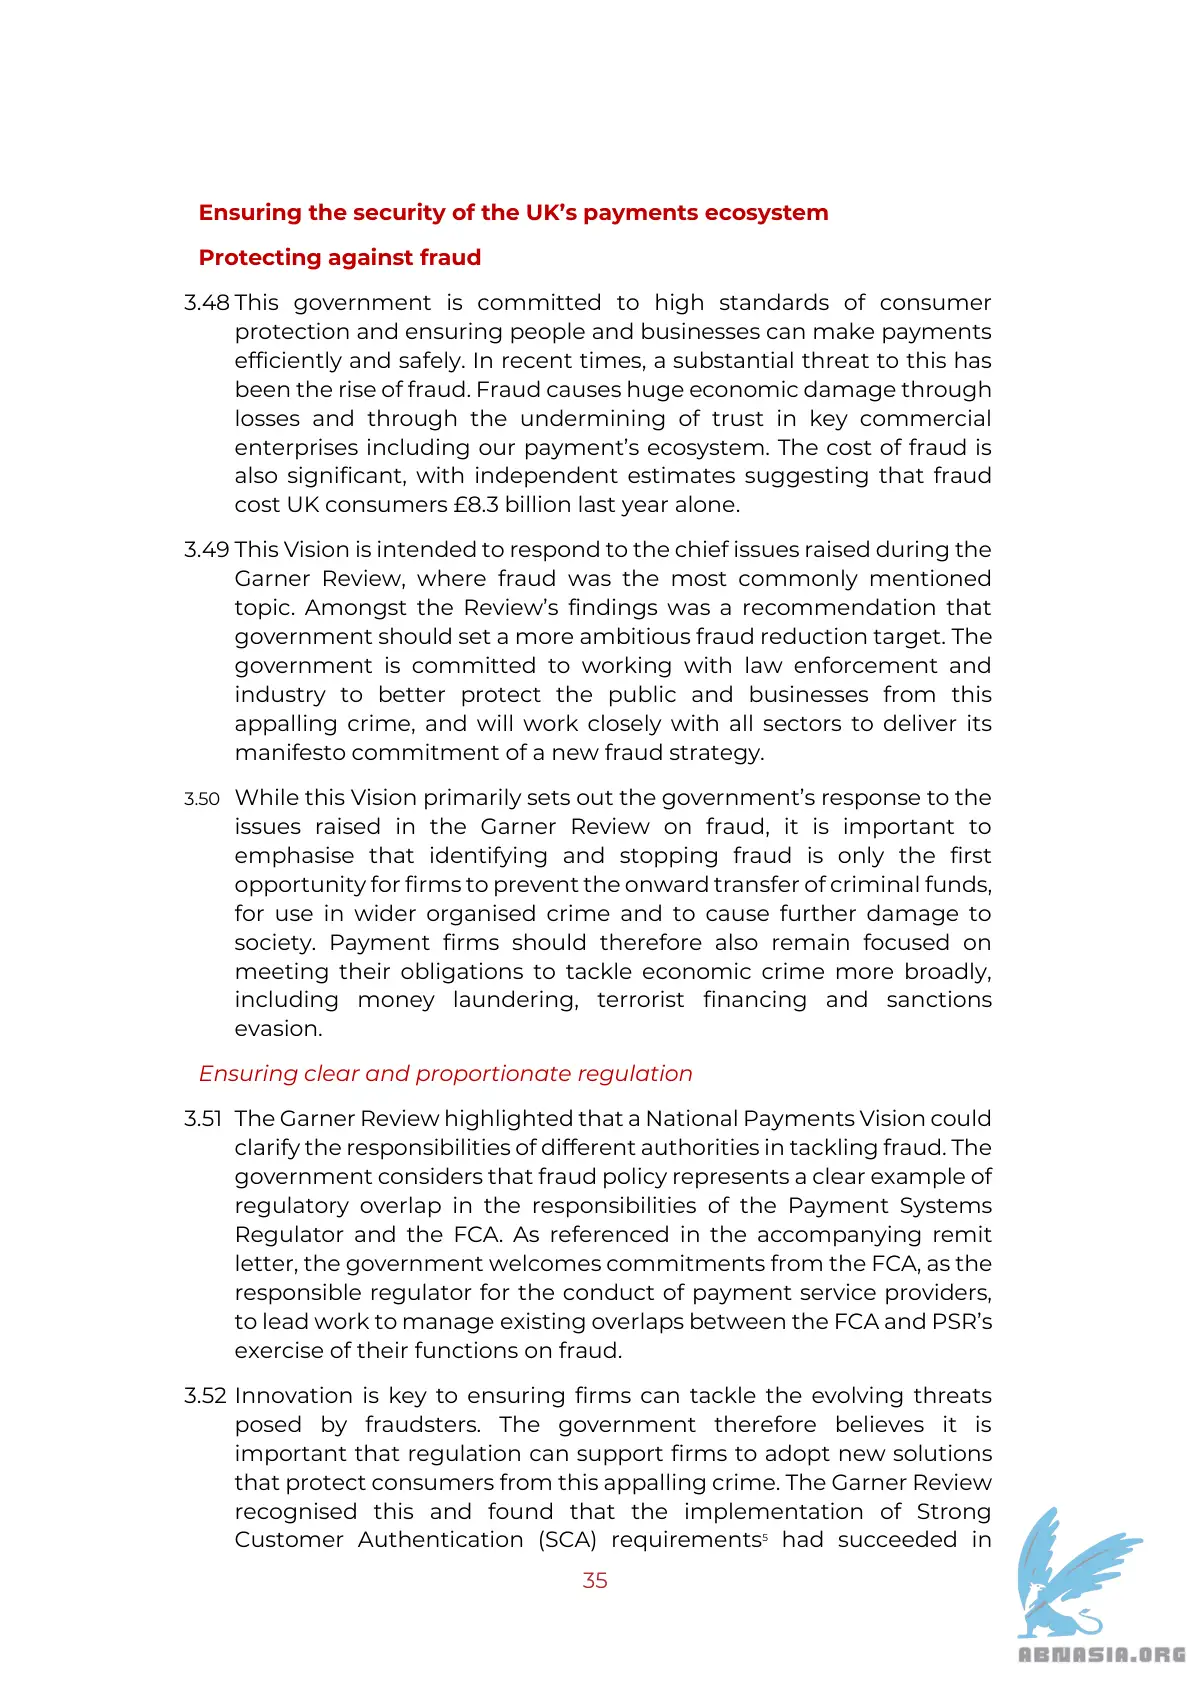 Ensuring the security of the UK’s payments ecosystem
Protecting against fraud
3.48 This government is committed to high standards of consumer
protection and ensuring people and businesses can make payments
efficiently and safely. In recent times, a substantial threat to this has
been the rise of fraud. Fraud causes huge economic damage through
losses and through the undermining of trust in key commercial
enterprises including our payment’s ecosystem. The cost of fraud is
also significant, with independent estimates suggesting that fraud
cost UK consumers £8.3 billion last year alone.
3.49 This Vision is intended to respond to the chief issues raised during the
Garner Review, where fraud was the most commonly mentioned
topic. Amongst the Review’s findings was a recommendation that
government should set a more ambitious fraud reduction target. The
government is committed to working with law enforcement and
industry to better protect the public and businesses from this
appalling crime, and will work closely with all sectors to deliver its
manifesto commitment of a new fraud strategy.
3.50 While this Vision primarily sets out the government’s response to the
issues raised in the Garner Review on fraud, it is important to
emphasise that identifying and stopping fraud is only the first
opportunity for firms to prevent the onward transfer of criminal funds,
for use in wider organised crime and to cause further damage to
society. Payment firms should therefore also remain focused on
meeting their obligations to tackle economic crime more broadly,
including money laundering, terrorist financing and sanctions
evasion.
Ensuring clear and proportionate regulation
3.51 The Garner Review highlighted that a National Payments Vision could
clarify the responsibilities of different authorities in tackling fraud. The
government considers that fraud policy represents a clear example of
regulatory overlap in the responsibilities of the Payment Systems
Regulator and the FCA. As referenced in the accompanying remit
letter, the government welcomes commitments from the FCA, as the
responsible regulator for the conduct of payment service providers,
to lead work to manage existing overlaps between the FCA and PSR’s
exercise of their functions on fraud.
3.52 Innovation is key to ensuring firms can tackle the evolving threats
posed by fraudsters. The government therefore believes it is
important that regulation can support firms to adopt new solutions
that protect consumers from this appalling crime. The Garner Review
recognised this and found that the implementation of Strong
Customer Authentication (SCA) requirements⁵ had succeeded in
35
ABNASIA.ORG